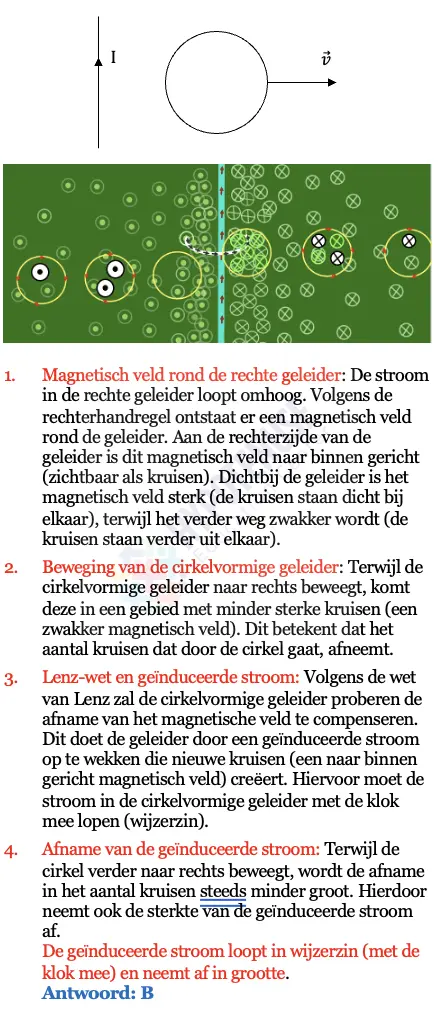 I
v⃗
1. Magnetisch veld rond de rechte geleider: De stroom
in de rechte geleider loopt omhoog. Volgens de
rechterhandregel ontstaat er een magnetisch veld
rond de geleider. Aan de rechterzijde van de
geleider is dit magnetisch veld naar binnen gericht
(zichtbaar als kruisen). Dichtbij de geleider is het
magnetisch veld sterk (de kruisen staan dicht bij
elkaar), terwijl het verder weg zwakker wordt (de
kruisen staan verder uit elkaar).
2. Beweging van de cirkelvormige geleider: Terwijl de
cirkelvormige geleider naar rechts beweegt, komt
deze in een gebied met minder sterke kruisen (een
zwakker magnetisch veld). Dit betekent dat het
aantal kruisen dat door de cirkel gaat, afneemt.
3. Lenz-wet en geïnduceerde stroom: Volgens de wet
van Lenz zal de cirkelvormige geleider proberen de
afname van het magnetische veld te compenseren.
Dit doet de geleider door een geïnduceerde stroom
op te wekken die nieuwe kruisen (een naar binnen
gericht magnetisch veld) creëert. Hiervoor moet de
stroom in de cirkelvormige geleider met de klok
mee lopen (wijzerzin).
4. Afname van de geïnduceerde stroom: Terwijl de
cirkel verder naar rechts beweegt, wordt de afname
in het aantal kruisen steeds minder groot. Hierdoor
neemt ook de sterkte van de geïnduceerde stroom
af.
De geïnduceerde stroom loopt in wijzerzin (met de
klok mee) en neemt af in grootte.
Antwoord: B